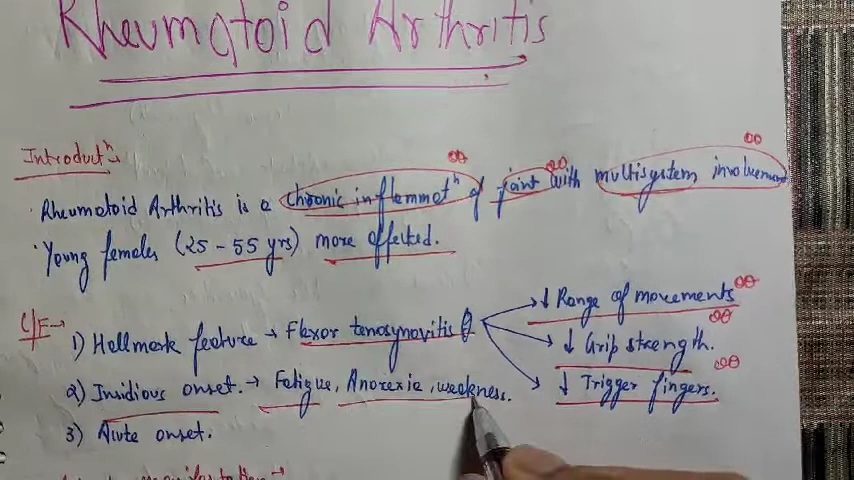 Rheumatoid Arthritis
Introductⁿ:
· Rheumatoid Arthritis is a chronic inflammatⁿ of joint with multisystem involvement
· Young females (25-55 yrs) more affected.
C/F→
1) Hallmark feature → Flexor tenosynovitis
↓ Range of movements
↓ Grip strength.
↓ Trigger fingers.
2) Insidious onset. → Fatigue, Anorexia, weakness.
3) Acute onset.